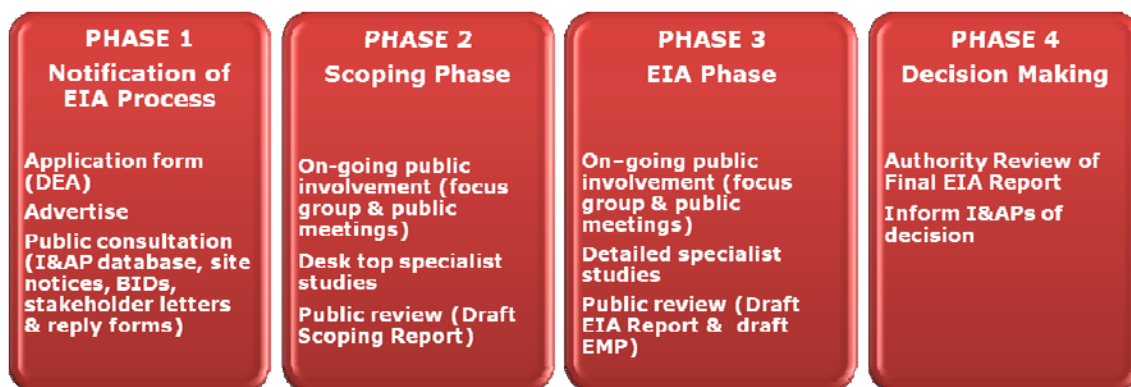 PHASE 1
Notification of
EIA Process
Application form
(DEA)
Advertise
Public consultation
(I&AP database, site
notices, BIDs,
stakeholder letters
& reply forms)
PHASE 2
Scoping Phase
On-going public
involvement (focus
group & public
meetings)
Desk top specialist
studies
Public review (Draft
Scoping Report)
PHASE 3
EIA Phase
On-going public
involvement (focus
group & public
meetings)
Detailed specialist
studies
Public review (Draft
EIA Report & draft
EMP)
PHASE 4
Decision Making
Authority Review of
Final EIA Report
Inform I&APs of
decision